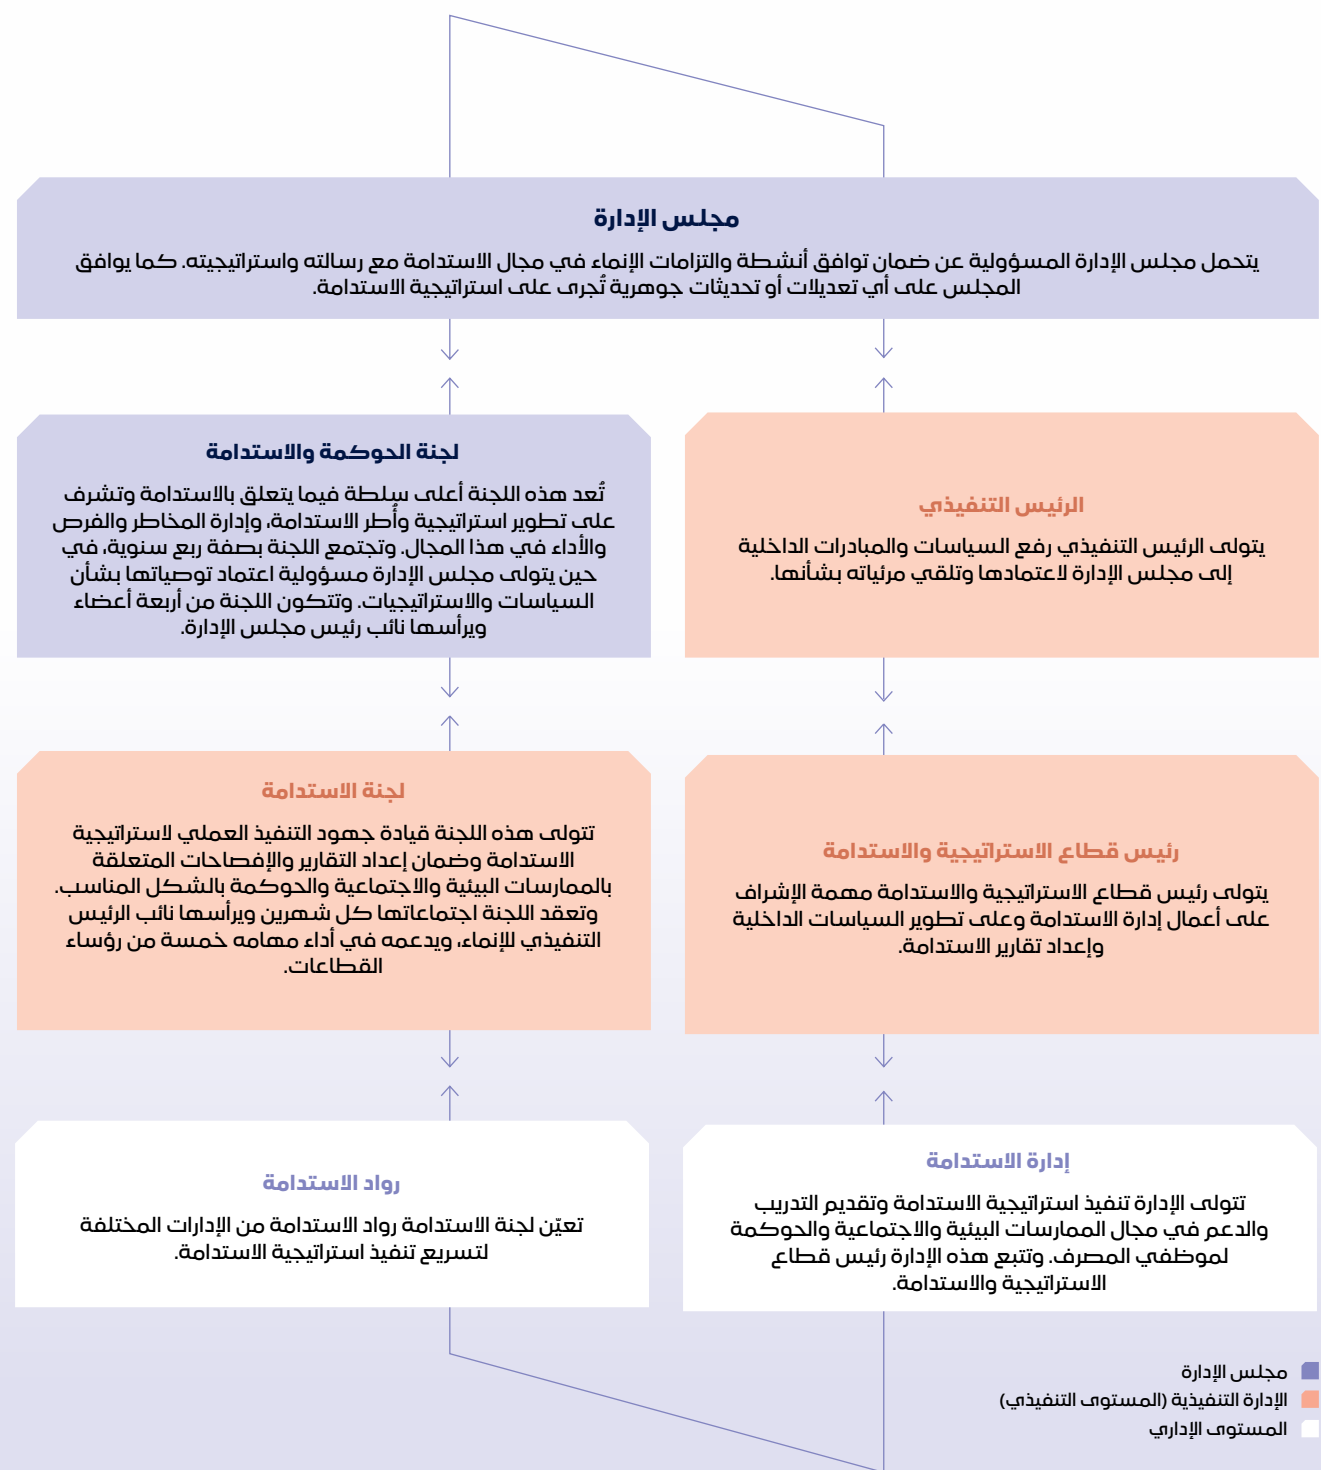 مجلس الإدارة
يتحمل مجلس الإدارة المسؤولية عن ضمان توافق أنشطة والتزامات الإنماء في مجال الاستدامة مع رسالته واستراتيجيته. كما يوافق
المجلس على أي تعديلات أو تحديثات جوهرية تُجرى على استراتيجية الاستدامة.
الرئيس التنفيذي
يتولى الرئيس التنفيذي رفع السياسات والمبادرات الداخلية
إلى مجلس الإدارة لاعتمادها وتلقي مرئياته بشأنها.
لجنة الحوكمة والاستدامة
تُعد هذه اللجنة أعلى سلطة فيما يتعلق بالاستدامة وتشرف
على تطوير استراتيجية وأُطر الاستدامة، وإدارة المخاطر والفرص
والأداء في هذا المجال. وتجتمع اللجنة بصفة ربع سنوية، في
حين يتولى مجلس الإدارة مسؤولية اعتماد توصياتها بشأن
السياسات والاستراتيجيات. وتتكون اللجنة من أربعة أعضاء
ويرأسها نائب رئيس مجلس الإدارة.
رئيس قطاع الاستراتيجية والاستدامة
يتولى رئيس قطاع الاستراتيجية والاستدامة مهمة الإشراف
على أعمال إدارة الاستدامة وعلى تطوير السياسات الداخلية
وإعداد تقارير الاستدامة.
لجنة الاستدامة
تتولى هذه اللجنة قيادة جهود التنفيذ العملي لاستراتيجية
الاستدامة وضمان إعداد التقارير والإفصاحات المتعلقة
بالممارسات البيئية والاجتماعية والحوكمة بالشكل المناسب.
وتعقد اللجنة اجتماعاتها كل شهرين ويرأسها نائب الرئيس
التنفيذي للإنماء، ويدعمه في أداء مهامه خمسة من رؤساء
القطاعات.
إدارة الاستدامة
تتولى الإدارة تنفيذ استراتيجية الاستدامة وتقديم التدريب
والدعم في مجال الممارسات البيئية والاجتماعية والحوكمة
لموظفي المصرف. وتتبع هذه الإدارة رئيس قطاع
الاستراتيجية والاستدامة.
رواد الاستدامة
تعيّن لجنة الاستدامة رواد الاستدامة من الإدارات المختلفة
لتسريع تنفيذ استراتيجية الاستدامة.
مجلس الإدارة
الإدارة التنفيذية (المستوى التنفيذي)
المستوى الإداري